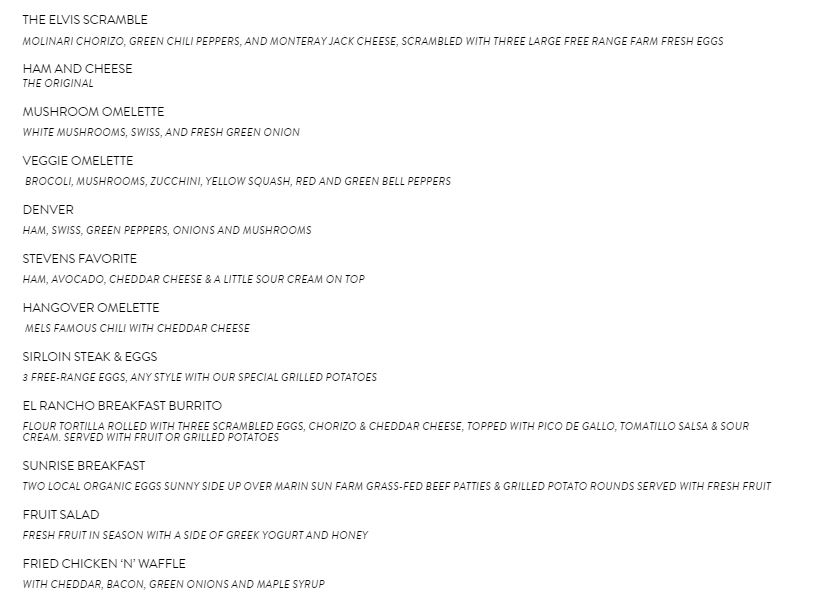 THE ELVIS SCRAMBLE
MOLINARI CHORIZO, GREEN CHILI PEPPERS, AND MONTERAY JACK CHEESE, SCRAMBLED WITH THREE LARGE FREE RANGE FARM FRESH EGGS
HAM AND CHEESE
THE ORIGINAL
MUSHROOM OMELETTE
WHITE MUSHROOMS, SWISS, AND FRESH GREEN ONION
VEGGIE OMELETTE
BROCOLI, MUSHROOMS, ZUCCHINI, YELLOW SQUASH, RED AND GREEN BELL PEPPERS
DENVER
HAM, SWISS, GREEN PEPPERS, ONIONS AND MUSHROOMS
STEVENS FAVORITE
HAM, AVOCADO, CHEDDAR CHEESE & A LITTLE SOUR CREAM ON TOP
HANGOVER OMELETTE
MELS FAMOUS CHILI WITH CHEDDAR CHEESE
SIRLOIN STEAK & EGGS
3 FREE-RANGE EGGS, ANY STYLE WITH OUR SPECIAL GRILLED POTATOES
EL RANCHO BREAKFAST BURRITO
FLOUR TORTILLA ROLLED WITH THREE SCRAMBLED EGGS, CHORIZO & CHEDDAR CHEESE, TOPPED WITH PICO DE GALLO, TOMATILLO SALSA & SOUR
CREAM. SERVED WITH FRUIT OR GRILLED POTATOES
SUNRISE BREAKFAST
TWO LOCAL ORGANIC EGGS SUNNY SIDE UP OVER MARIN SUN FARM GRASS-FED BEEF PATTIES & GRILLED POTATO ROUNDS SERVED WITH FRESH FRUIT
FRUIT SALAD
FRESH FRUIT IN SEASON WITH A SIDE OF GREEK YOGURT AND HONEY
FRIED CHICKEN ‘N’ WAFFLE
WITH CHEDDAR, BACON, GREEN ONIONS AND MAPLE SYRUP